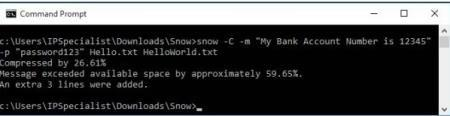 Command Prompt
c:\Users\IPSpecialist\Downloads\Snow>snow -C -m "My Bank Account Number is 12345"
-p "password123" Hello.txt HelloWorld.txt
Compressed by 26.61%
Message exceeded available space by approximately 59.65%.
An extra 3 lines were added.
c:\Users\IPSpecialist\Downloads\Snow>